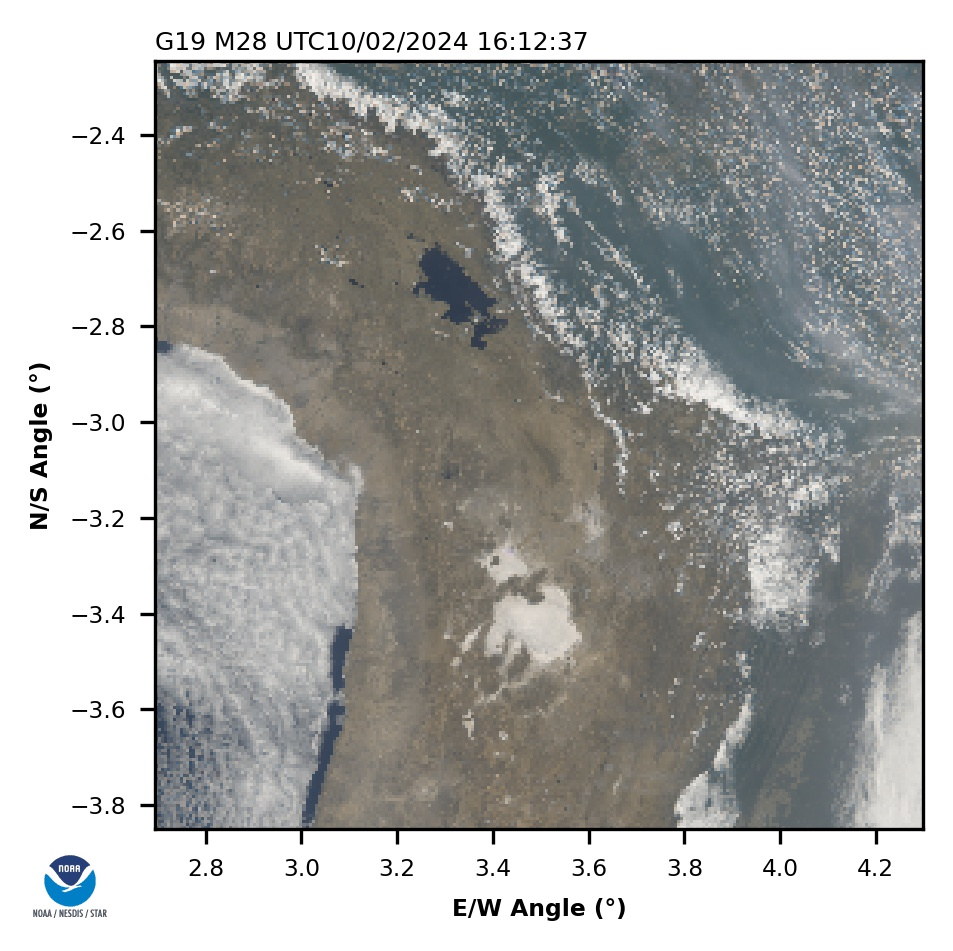 G19 M28 UTC10/02/2024 16:12:37
−2.4
−2.6
−2.8
−3.0
−3.2
−3.4
−3.6
−3.8
N/S Angle (°)
2.8 3.0 3.2 3.4 3.6 3.8 4.0 4.2
E/W Angle (°)
NOAA
NOAA / NESDIS / STAR